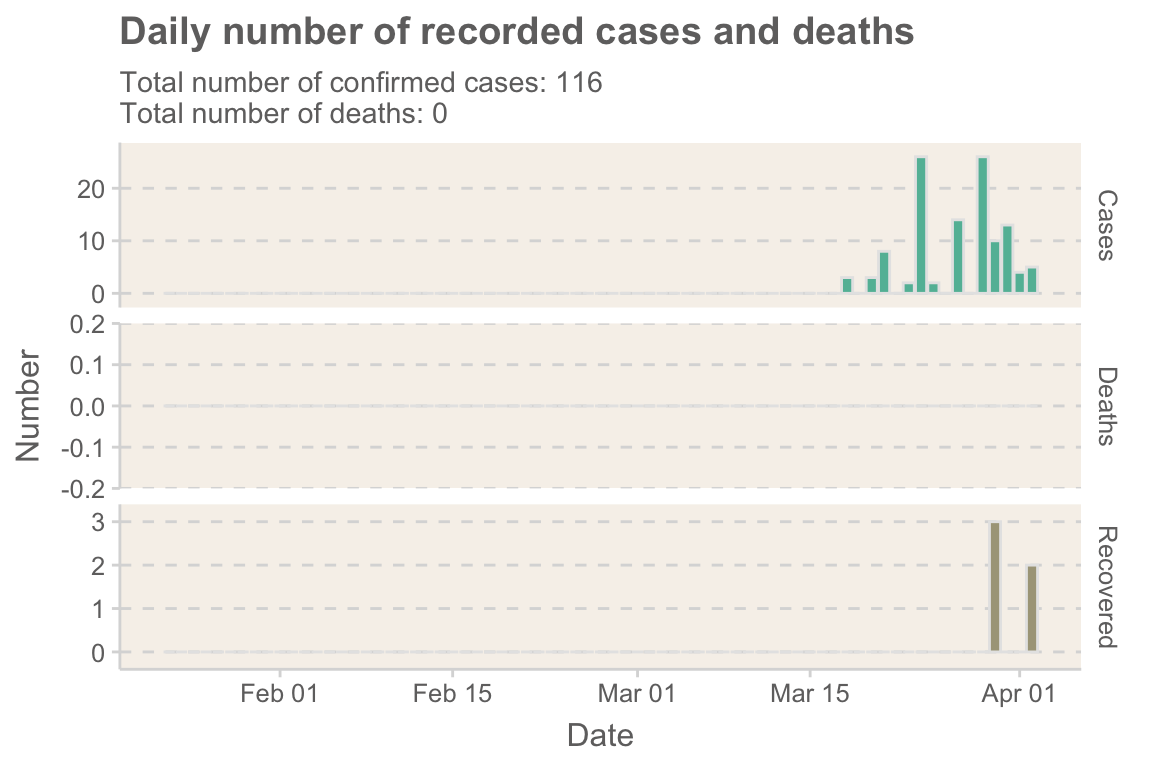 Daily number of recorded cases and deaths
Total number of confirmed cases: 116
Total number of deaths: 0
20
10
0
Cases
0.2
0.1
0.0
-0.1
-0.2
Deaths
Number
3
2
1
0
Recovered
Feb 01 Feb 15 Mar 01 Mar 15 Apr 01
Date